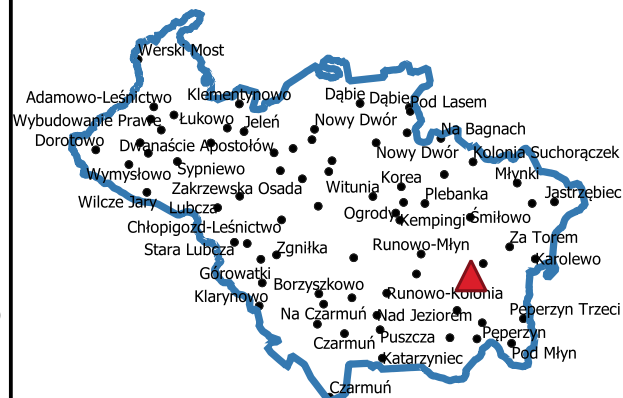 Werski Most
Adamowo-Leśnictwo
Klementynowo
Dąbie
Dąbie
Pod Lasem
Wybudowanie Prawe
Łukowo
Jeleń
Nowy Dwór
Na Bagnach
Dorotowo
Dwanaście Apostołów
Nowy Dwór
Kolonia Suchorączek
Wymysłowo
Sypniewo
Korea
Młynki
Zakrzewska Osada
Witunia
Plebanka
Jastrzębiec
Wilcze Jary
Lubcza
Ogrody
Kempingi
Śmiłowo
Chłopigozd-Leśnictwo
Stara Lubcza
Zgniłka
Runowo-Młyn
Za Torem
Karolewo
Górowatki
Borzyszkowo
Klarynowo
Runowo-Kolonia
Na Czarmuń
Nad Jeziorem
Peperzyn Trzeci
Czarmuń
Puszcza
Pęperzyn
Katarzyniec
Pod Młyn
Czarmuń